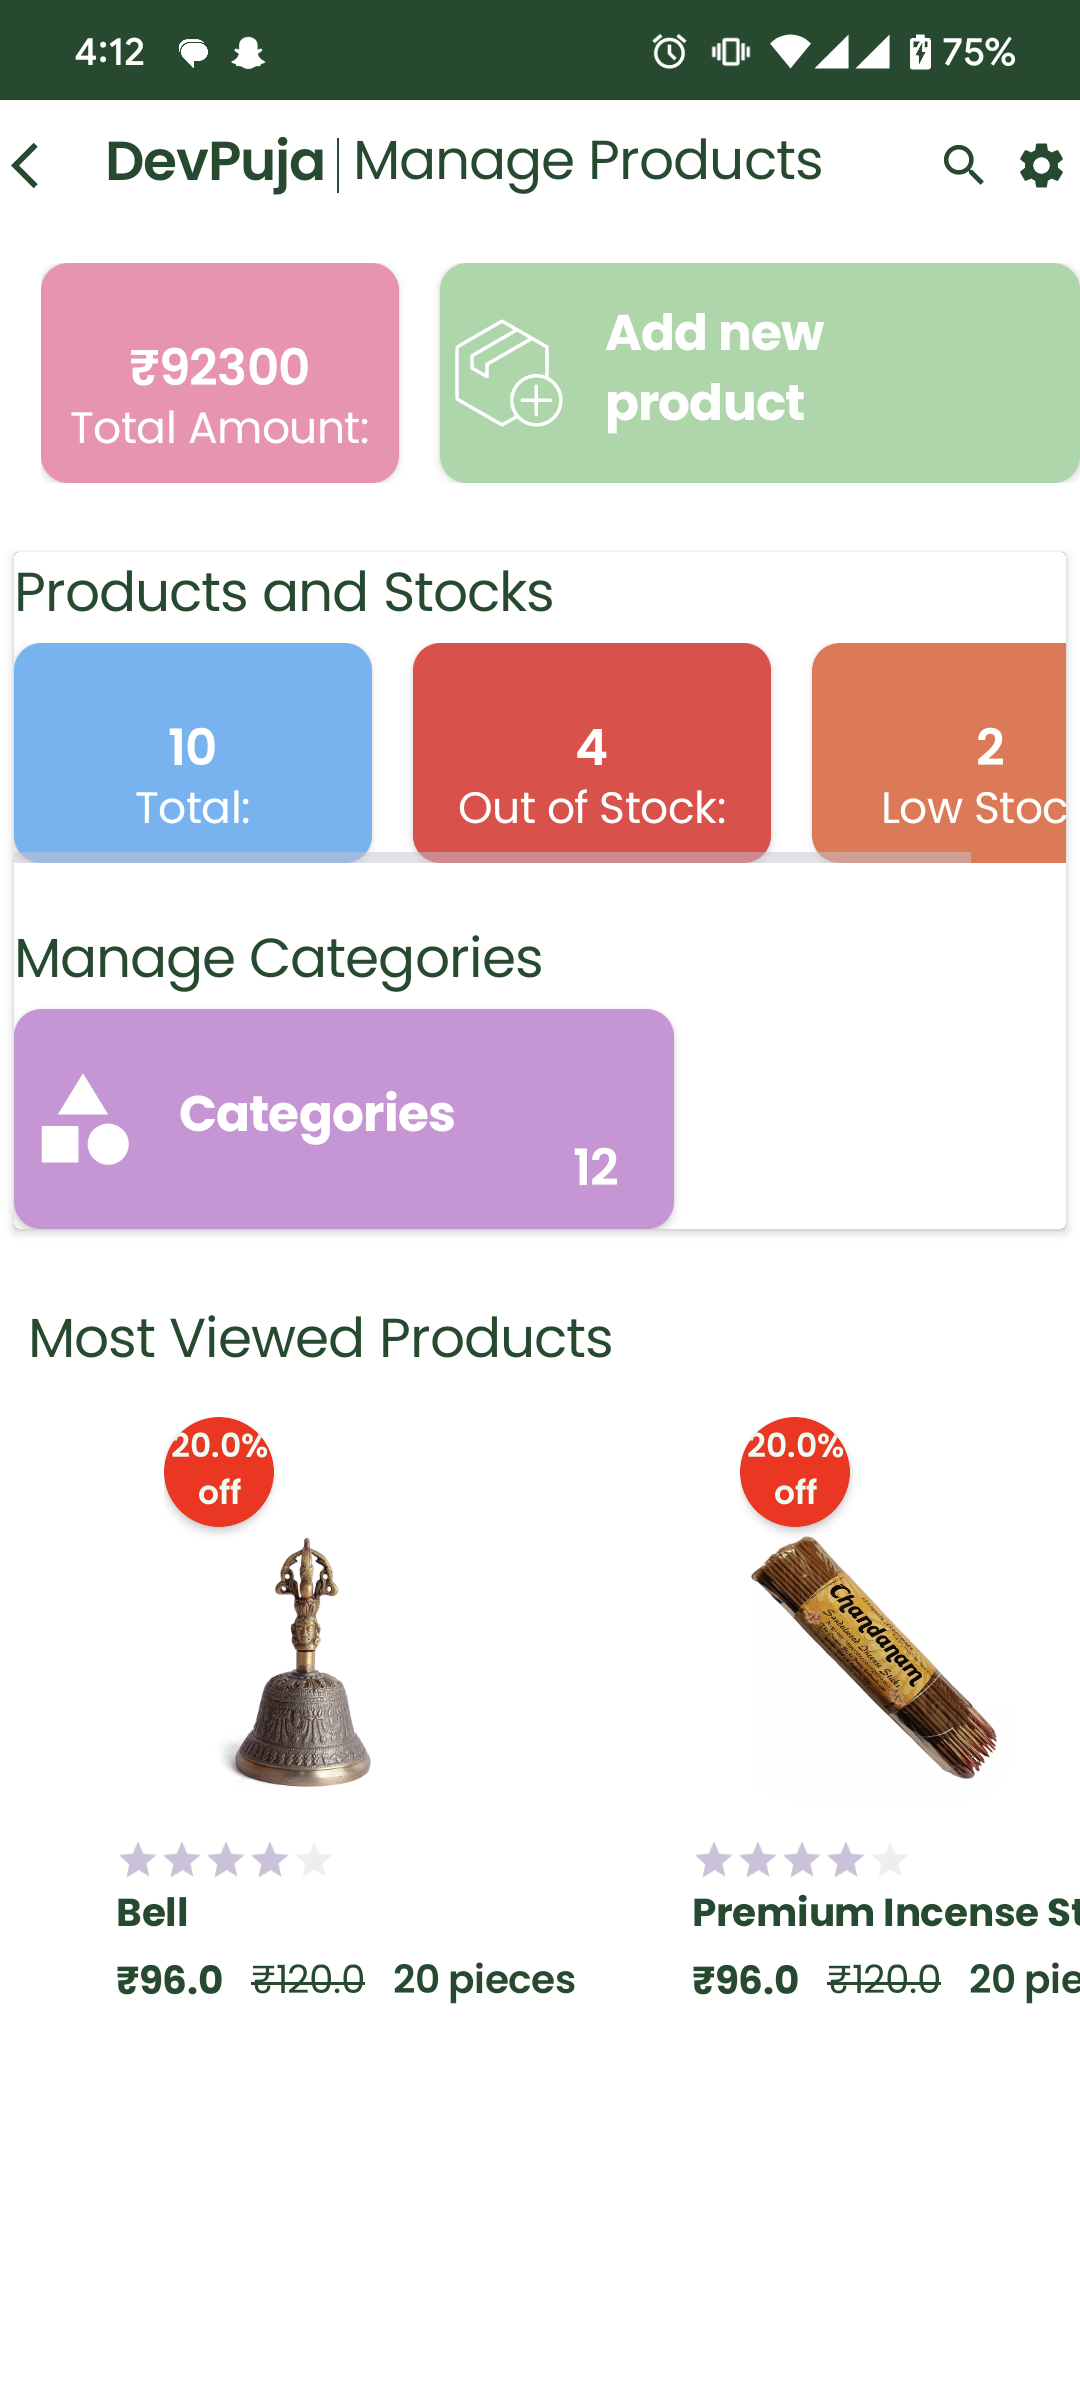 4:12
75%
DevPuja | Manage Products
₹92300
Total Amount:
Add new
product
Products and Stocks
10
Total:
4
Out of Stock:
2
Low Stoc
Manage Categories
Categories
12
Most Viewed Products
20.0%
off
20.0%
off
Chandanam
Bell
Premium Incense St
₹96.0 ₹120.0 20 pieces
₹96.0 ₹120.0 20 pie